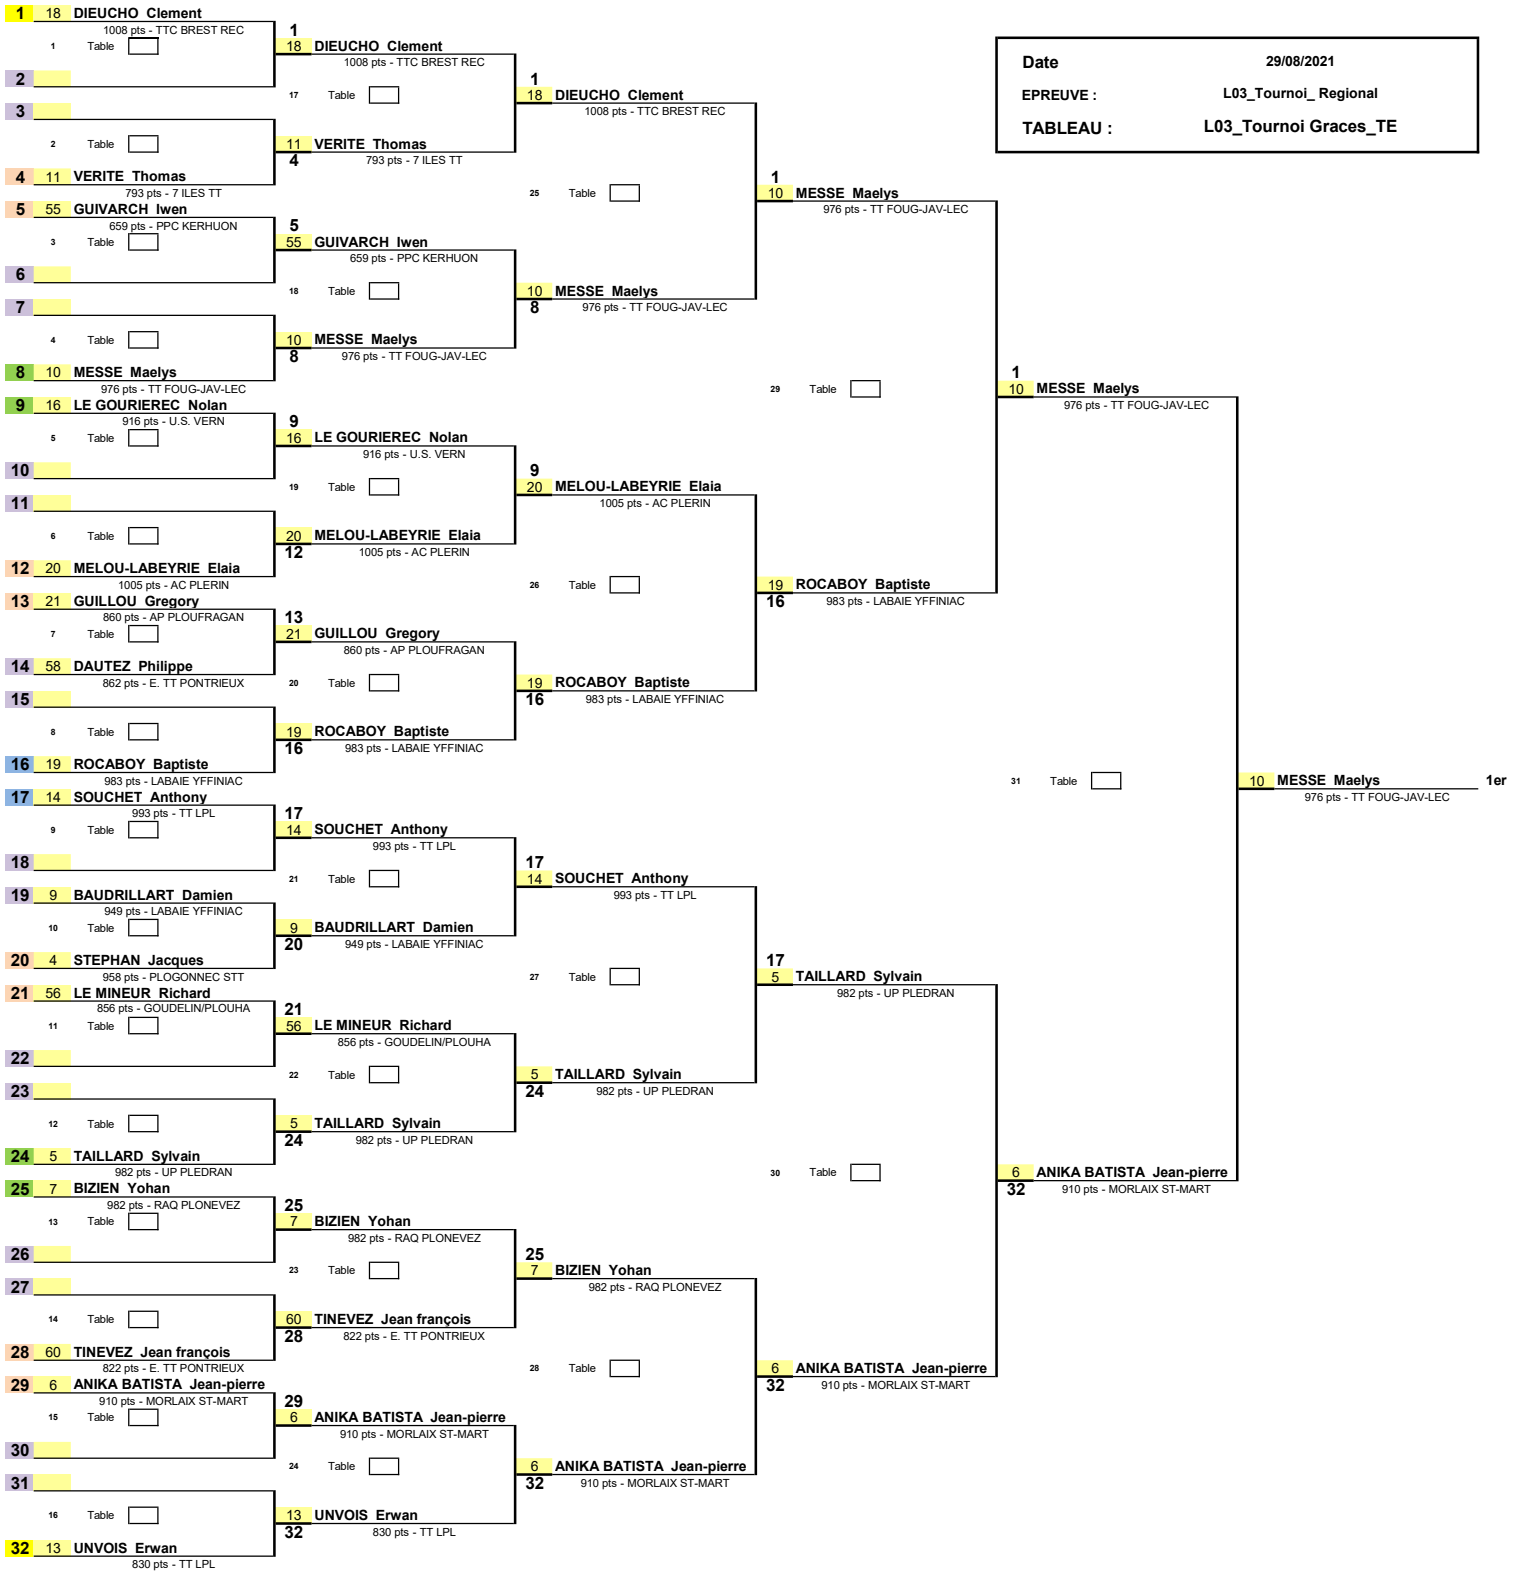 Date 29/08/2021
EPREUVE : L03_Tournoi_ Regional
TABLEAU : L03_Tournoi Graces_TE
1 18 DIEUCHO Clement
1008 pts - TTC BREST REC
1 Table
2
3
2 Table
4 11 VERITE Thomas
793 pts - 7 ILES TT
5 55 GUIVARCH Iwen
659 pts - PPC KERHUON
3 Table
6
7
4 Table
8 10 MESSE Maelys
976 pts - TT FOUG-JAV-LEC
9 16 LE GOURIEREC Nolan
916 pts - U.S. VERN
5 Table
10
11
6 Table
12 20 MELOU-LABEYRIE Elaia
1005 pts - AC PLERIN
13 21 GUILLOU Gregory
860 pts - AP PLOUFRAGAN
7 Table
14 58 DAUTEZ Philippe
862 pts - E. TT PONTRIEUX
15
8 Table
16 19 ROCABOY Baptiste
983 pts - LABAIE YFFINIAC
17 14 SOUCHET Anthony
993 pts - TT LPL
9 Table
18
19 9 BAUDRILLART Damien
949 pts - LABAIE YFFINIAC
10 Table
20 4 STEPHAN Jacques
958 pts - PLOGONNEC STT
21 56 LE MINEUR Richard
856 pts - GOUDELIN/PLOUHA
11 Table
22
23
12 Table
24 5 TAILLARD Sylvain
982 pts - UP PLEDRAN
25 7 BIZIEN Yohan
982 pts - RAQ PLONEVEZ
13 Table
26
27
14 Table
28 60 TINEVEZ Jean françois
822 pts - E. TT PONTRIEUX
29 6 ANIKA BATISTA Jean-pierre
910 pts - MORLAIX ST-MART
15 Table
30
31
16 Table
32 13 UNVOIS Erwan
830 pts - TT LPL
1
18 DIEUCHO Clement
1008 pts - TTC BREST REC
17 Table
11 VERITE Thomas
4 793 pts - 7 ILES TT
5
55 GUIVARCH Iwen
659 pts - PPC KERHUON
18 Table
10 MESSE Maelys
8 976 pts - TT FOUG-JAV-LEC
9
16 LE GOURIEREC Nolan
916 pts - U.S. VERN
19 Table
20 MELOU-LABEYRIE Elaia
12 1005 pts - AC PLERIN
13
21 GUILLOU Gregory
860 pts - AP PLOUFRAGAN
20 Table
19 ROCABOY Baptiste
16 983 pts - LABAIE YFFINIAC
17
14 SOUCHET Anthony
993 pts - TT LPL
21 Table
9 BAUDRILLART Damien
20 949 pts - LABAIE YFFINIAC
21
56 LE MINEUR Richard
856 pts - GOUDELIN/PLOUHA
22 Table
5 TAILLARD Sylvain
24 982 pts - UP PLEDRAN
25
7 BIZIEN Yohan
982 pts - RAQ PLONEVEZ
23 Table
60 TINEVEZ Jean françois
28 822 pts - E. TT PONTRIEUX
29
6 ANIKA BATISTA Jean-pierre
910 pts - MORLAIX ST-MART
24 Table
13 UNVOIS Erwan
32 830 pts - TT LPL
1
18 DIEUCHO Clement
1008 pts - TTC BREST REC
25 Table
10 MESSE Maelys
8 976 pts - TT FOUG-JAV-LEC
9
20 MELOU-LABEYRIE Elaia
1005 pts - AC PLERIN
26 Table
19 ROCABOY Baptiste
16 983 pts - LABAIE YFFINIAC
17
14 SOUCHET Anthony
993 pts - TT LPL
27 Table
5 TAILLARD Sylvain
24 982 pts - UP PLEDRAN
25
7 BIZIEN Yohan
982 pts - RAQ PLONEVEZ
28 Table
6 ANIKA BATISTA Jean-pierre
32 910 pts - MORLAIX ST-MART
1
10 MESSE Maelys
976 pts - TT FOUG-JAV-LEC
29 Table
19 ROCABOY Baptiste
16 983 pts - LABAIE YFFINIAC
17
5 TAILLARD Sylvain
982 pts - UP PLEDRAN
30 Table
6 ANIKA BATISTA Jean-pierre
32 910 pts - MORLAIX ST-MART
1
10 MESSE Maelys
976 pts - TT FOUG-JAV-LEC
31 Table
6 ANIKA BATISTA Jean-pierre
32 910 pts - MORLAIX ST-MART
10 MESSE Maelys 1er
976 pts - TT FOUG-JAV-LEC